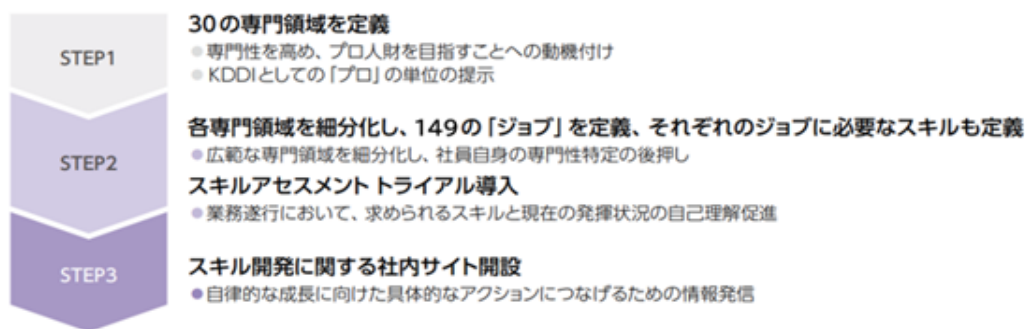 STEP1
30の専門領域を定義
●専門性を高め、プロ人財を目指すことへの動機付け
●KDDIとしての「プロ」の単位の提示
STEP2
各専門領域を細分化し、149の「ジョブ」を定義、それぞれのジョブに必要なスキルも定義
●広範な専門領域を細分化し、社員自身の専門性特定の後押し
スキルアセスメント トライアル導入
●業務遂行において、求められるスキルと現在の発揮状況の自己理解促進
STEP3
スキル開発に関する社内サイト開設
●自律的な成長に向けた具体的なアクションにつなげるための情報発信